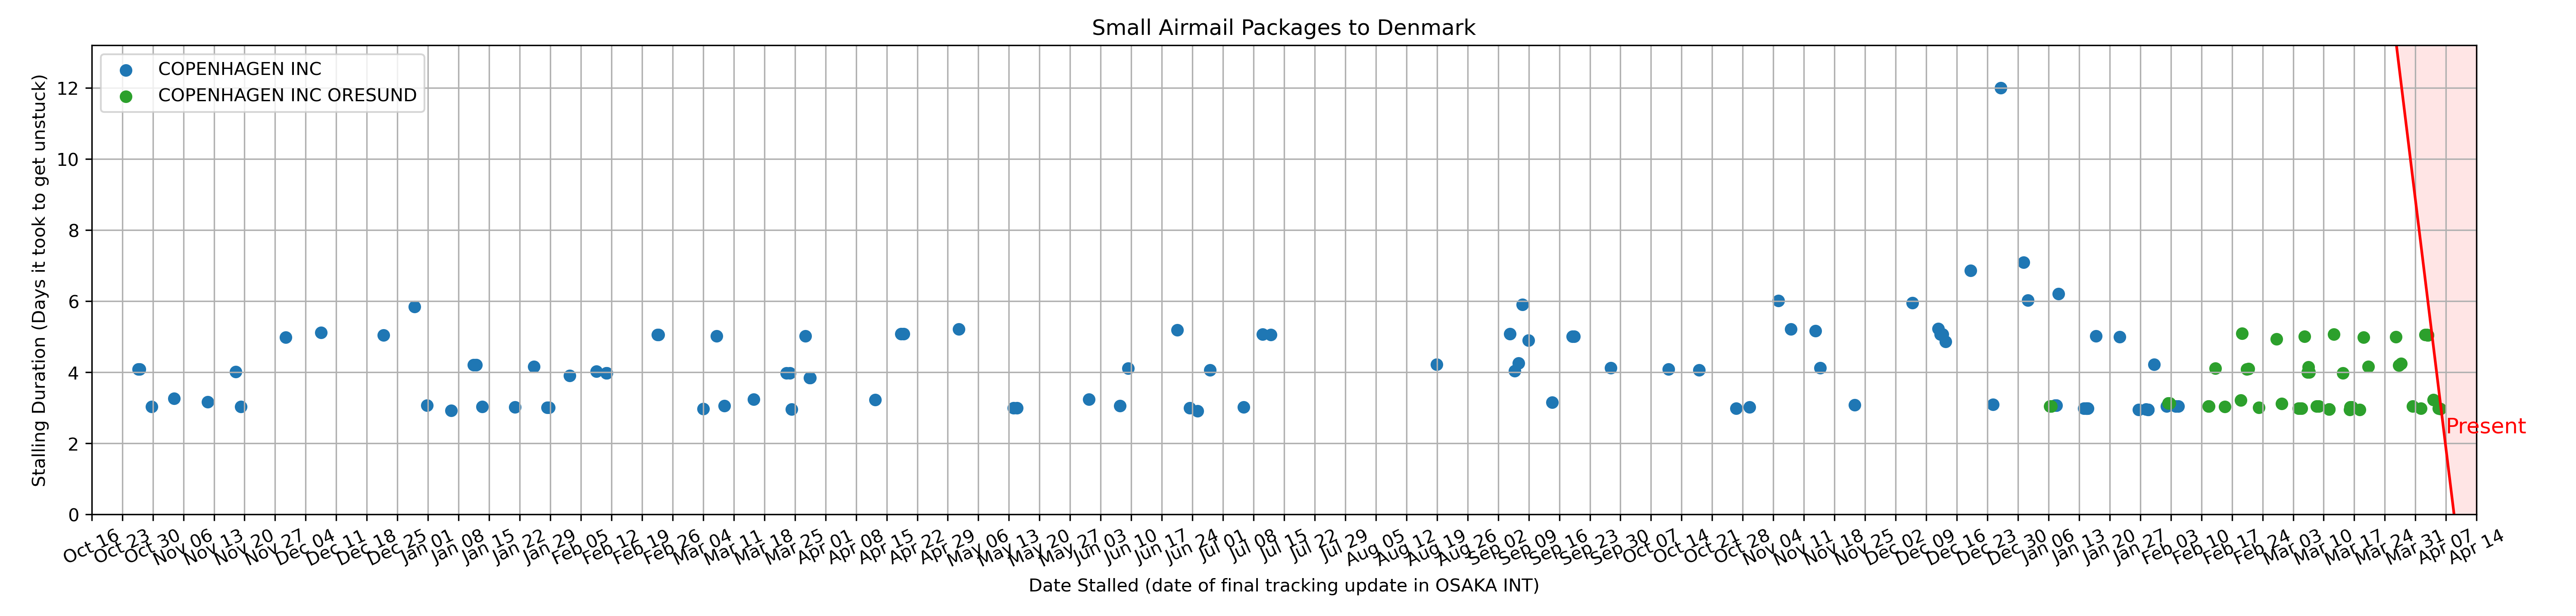 Small Airmail Packages to Denmark
COPENHAGEN INC
COPENHAGEN INC ORESUND
Stalling Duration (Days it took to get unstuck)
12
10
8
6
4
2
0
Present
Oct 16
Oct 23
Oct 30
Nov 06
Nov 13
Nov 20
Nov 27
Dec 04
Dec 11
Dec 18
Dec 25
Jan 01
Jan 08
Jan 15
Jan 22
Jan 29
Feb 05
Feb 12
Feb 19
Feb 26
Mar 04
Mar 11
Mar 18
Mar 25
Apr 01
Apr 08
Apr 15
Apr 22
Apr 29
May 06
May 13
May 20
May 27
Jun 03
Jun 10
Jun 17
Jun 24
Jul 01
Jul 08
Jul 15
Jul 22
Jul 29
Aug 05
Aug 12
Aug 19
Aug 26
Sep 02
Sep 09
Sep 16
Sep 23
Sep 30
Oct 07
Oct 14
Oct 21
Oct 28
Nov 04
Nov 11
Nov 18
Nov 25
Dec 02
Dec 09
Dec 16
Dec 23
Dec 30
Jan 06
Jan 13
Jan 20
Jan 27
Feb 03
Feb 10
Feb 17
Feb 24
Mar 03
Mar 10
Mar 17
Mar 24
Mar 31
Apr 07
Apr 14
Date Stalled (date of final tracking update in OSAKA INT)